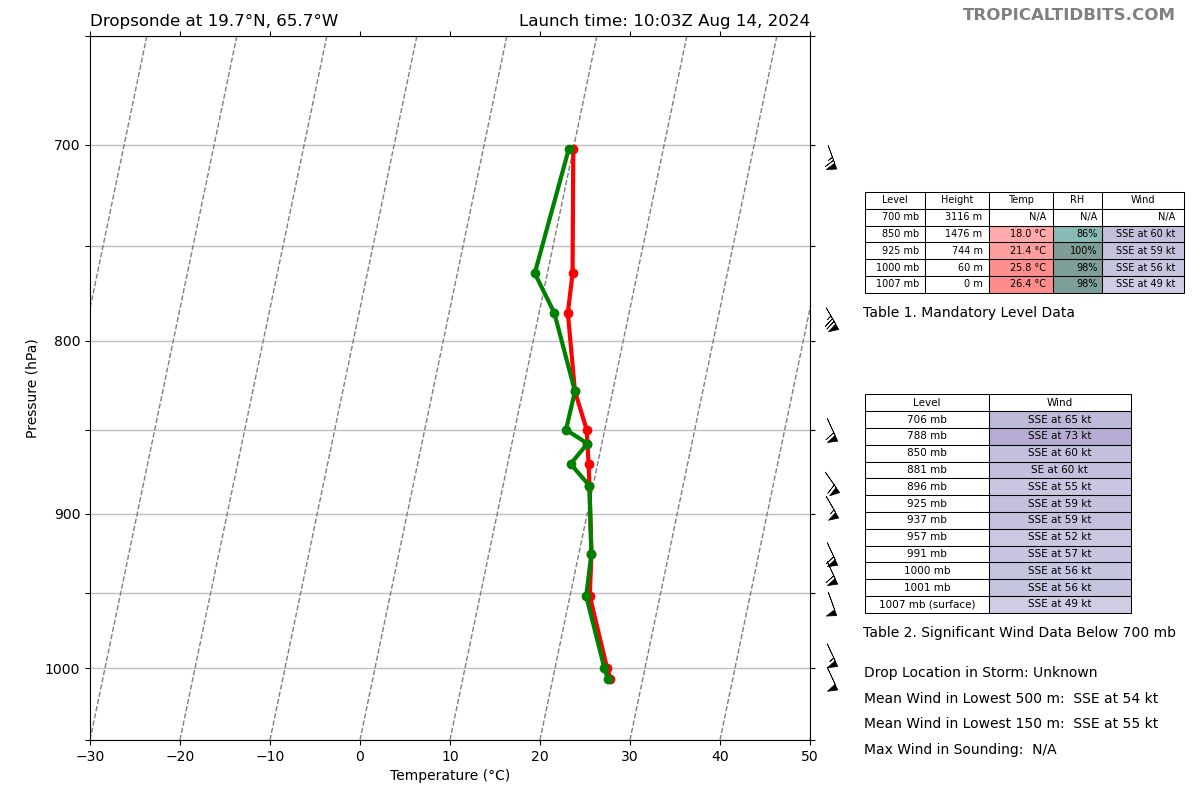 Dropsonde at 19.7°N, 65.7°W
Launch time: 10:03Z Aug 14, 2024
TROPICALTIDBITS.COM
700
800
900
1000
Pressure (hPa)
−30 −20 −10 0 10 20 30 40 50
Temperature (°C)
Level Height Temp RH Wind
700 mb 3116 m N/A N/A N/A
850 mb 1476 m 18.0 °C 86% SSE at 60 kt
925 mb 744 m 21.4 °C 100% SSE at 59 kt
1000 mb 60 m 25.8 °C 98% SSE at 56 kt
1007 mb 0 m 26.4 °C 98% SSE at 49 kt
Table 1. Mandatory Level Data
Level Wind
706 mb SSE at 65 kt
788 mb SSE at 73 kt
850 mb SSE at 60 kt
881 mb SE at 60 kt
896 mb SSE at 55 kt
925 mb SSE at 59 kt
937 mb SSE at 59 kt
957 mb SSE at 52 kt
991 mb SSE at 57 kt
1000 mb SSE at 56 kt
1001 mb SSE at 56 kt
1007 mb (surface) SSE at 49 kt
Table 2. Significant Wind Data Below 700 mb
Drop Location in Storm: Unknown
Mean Wind in Lowest 500 m: SSE at 54 kt
Mean Wind in Lowest 150 m: SSE at 55 kt
Max Wind in Sounding: N/A